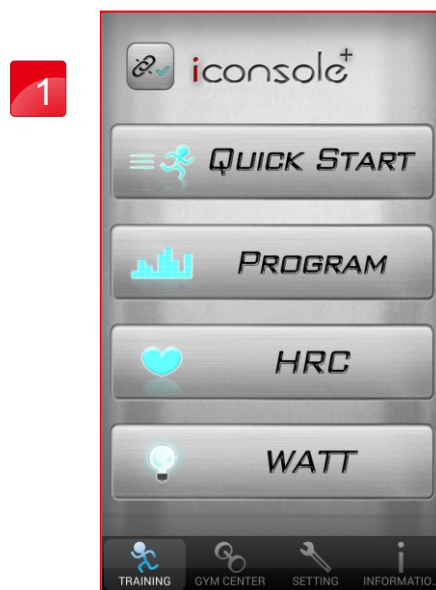 1
iconsole+
QUICK START
PROGRAM
HRC
WATT
TRAINING GYM CENTER SETTING INFORMATIO...